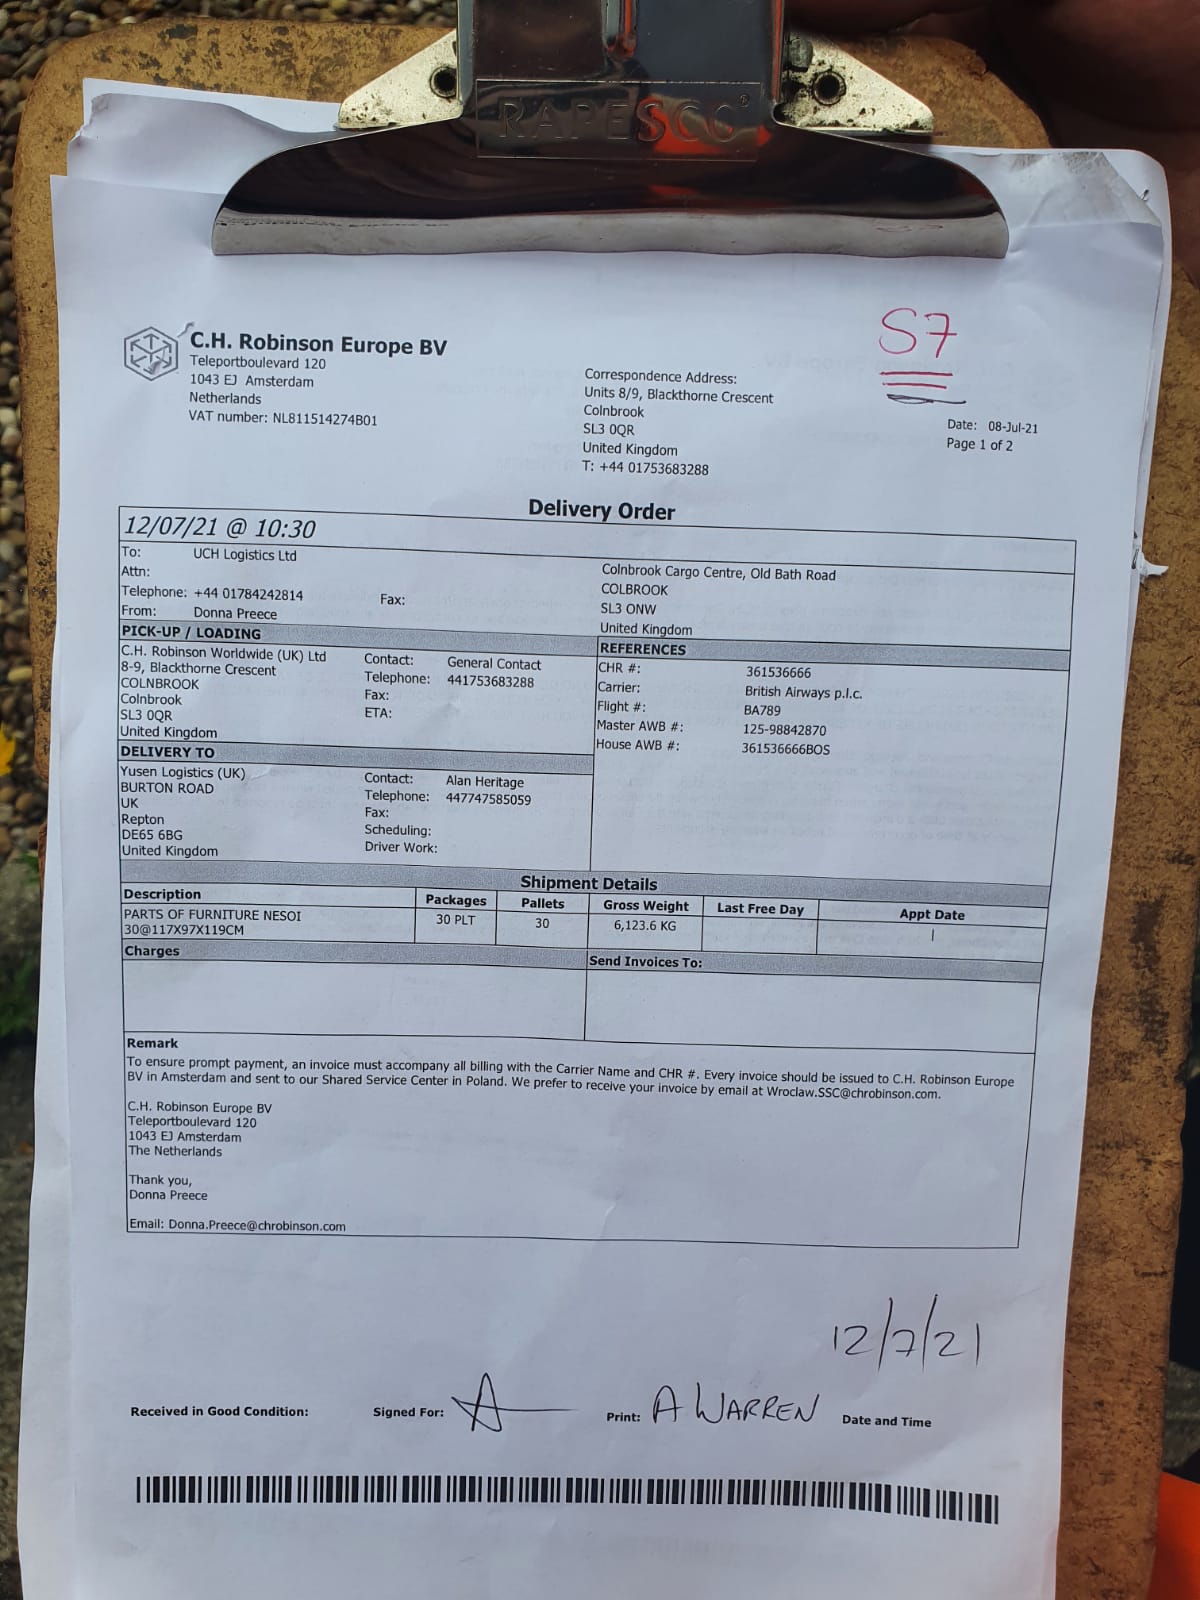 RAPESCO®
S7
C.H. Robinson Europe BV
Teleportboulevard 120
1043 EJ Amsterdam
Netherlands
VAT number: NL811514274B01
Correspondence Address:
Units 8/9, Blackthorne Crescent
Colnbrook
SL3 0QR
United Kingdom
T: +44 01753683288
Date: 08-Jul-21
Page 1 of 2
Delivery Order
12/07/21 @ 10:30
To: UCH Logistics Ltd
Attn:
Telephone: +44 01784242814 Fax:
From: Donna Preece
Colnbrook Cargo Centre, Old Bath Road
COLBROOK
SL3 ONW
United Kingdom
PICK-UP / LOADING
C.H. Robinson Worldwide (UK) Ltd
8-9, Blackthorne Crescent
COLNBROOK
Colnbrook
SL3 0QR
United Kingdom
Contact: General Contact
Telephone: 441753683288
Fax:
ETA:
REFERENCES
CHR #: 361536666
Carrier: British Airways p.l.c.
Flight #: BA789
Master AWB #: 125-98842870
House AWB #: 361536666BOS
DELIVERY TO
Yusen Logistics (UK)
BURTON ROAD
UK
Repton
DE65 6BG
United Kingdom
Contact: Alan Heritage
Telephone: 447747585059
Fax:
Scheduling:
Driver Work:
Shipment Details
Description Packages Pallets Gross Weight Last Free Day Appt Date
PARTS OF FURNITURE NESOI 30 PLT 30 6,123.6 KG
30@117X97X119CM
Charges
Send Invoices To:
Remark
To ensure prompt payment, an invoice must accompany all billing with the Carrier Name and CHR #. Every invoice should be issued to C.H. Robinson Europe
BV in Amsterdam and sent to our Shared Service Center in Poland. We prefer to receive your invoice by email at Wroclaw.SSC@chrobinson.com.
C.H. Robinson Europe BV
Teleportboulevard 120
1043 EJ Amsterdam
The Netherlands
Thank you,
Donna Preece
Email: Donna.Preece@chrobinson.com
12/7/21
Received in Good Condition: Signed For: Print: A WARREN Date and Time